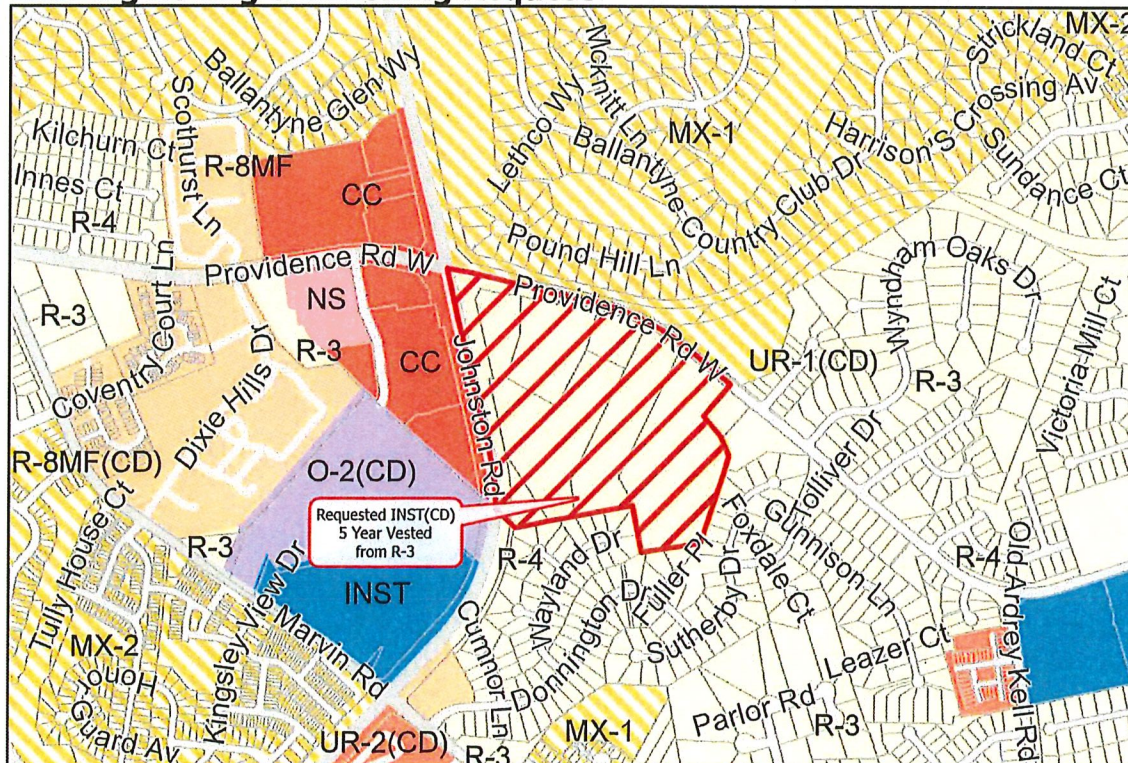 MX-2
Strickland Ct
Ballantyne Glen Wy
Mcknitt Ln
Scothurst Ln
Lethco Wy
MX-1
Harrison'S Crossing Av
Kilchurn Ct
R-8MF
Ballantyne Country Club Dr
Sundance Ct
Innes Ct
CC
R-4
Pound Hill Ln
Wyndham Oaks Dr
Providence Rd W
Providence Rd W
NS
R-3
Coventry Court Ln
R-3
CC
Johnston Rd
UR-1(CD)
R-3
Victoria Mill Ct
Dixie Hills Dr
R-8MF(CD)
O-2(CD)
Tolliver Dr
Requested INST(CD)
5 Year Vested
from R-3
Tully House Ct
R-3
R-4
Foxdale Ct
Gunnison Ln
R-4
Old Ardrey Kell Rd
INST
Wayland Dr
Fuller Pl
Kingsley View Dr
Marvin Rd
Cumnor Ln
Donnington Dr
Sutherby Dr
Leazer Ct
MX-2
Honor
Guard Av
Parlor Rd
R-3
MX-1
UR-2(CD)
R-3